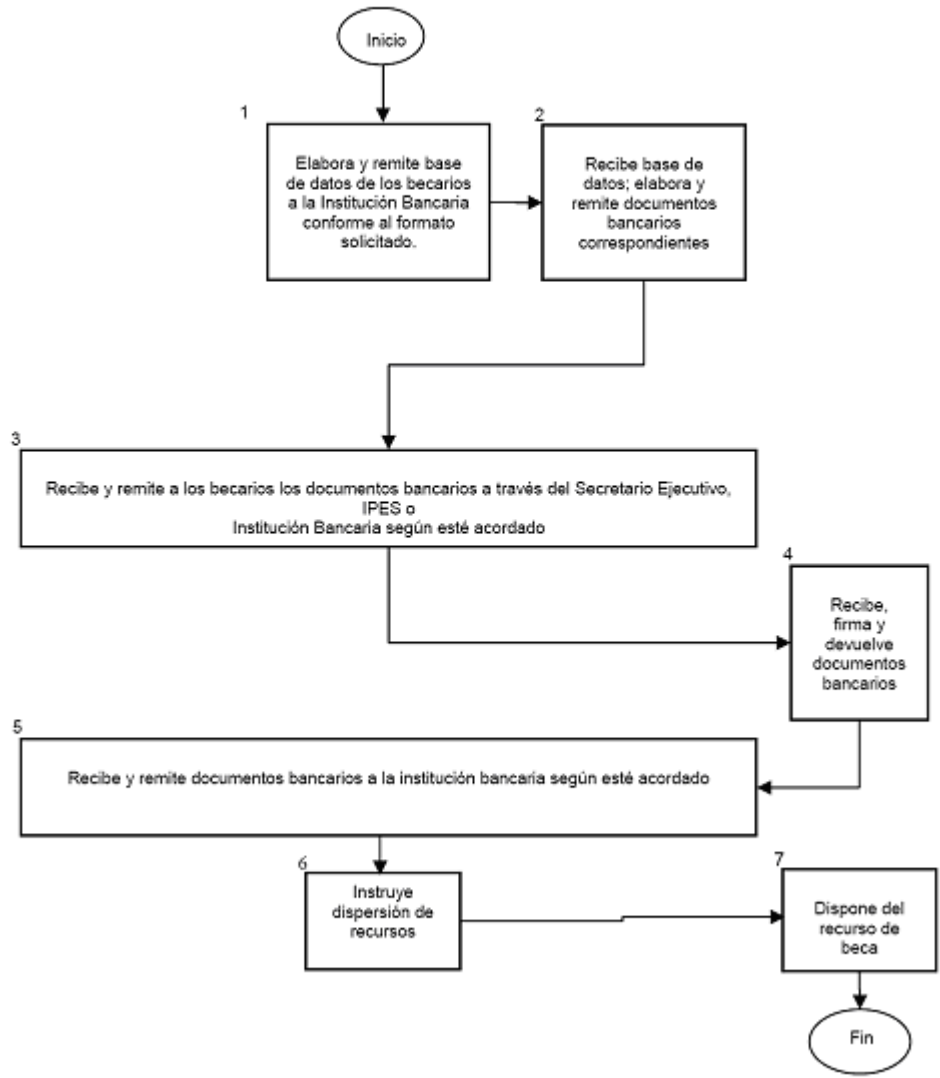 Inicio
1
Elabora y remite base
de datos de los becarios
a la Institución Bancaria
conforme al formato
solicitado.
2
Recibe base de
datos; elabora y
remite documentos
bancarios
correspondientes
3
Recibe y remite a los becarios los documentos bancarios a través del Secretario Ejecutivo,
IPES o
Institución Bancaria según esté acordado
4
Recibe,
firma y
devuelve
documentos
bancarios
5
Recibe y remite documentos bancarios a la institución bancaria según esté acordado
6
Instruye
dispersión de
recursos
7
Dispone del
recurso de
beca
Fin